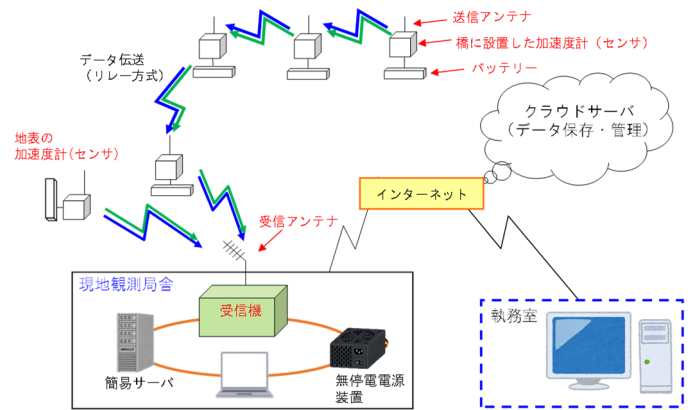 送信アンテナ
橋に設置した加速度計（センサ）
バッテリー
データ伝送
（リレー方式）
クラウドサーバ
（データ保存・管理）
地表の
加速度計(センサ)
インターネット
受信アンテナ
現地観測局舎
受信機
執務室
簡易サーバ
無停電電源
装置